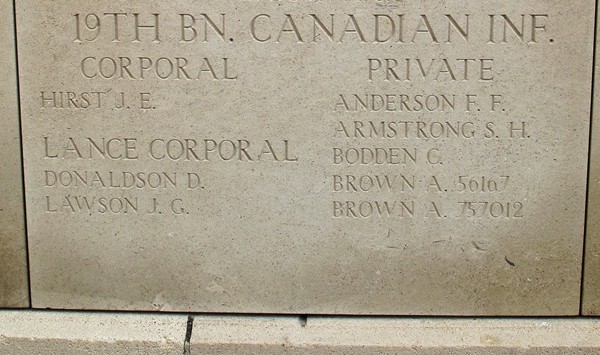 19TH BN. CANADIAN INF.
CORPORAL
HIRST J. E.
LANCE CORPORAL
DONALDSON D.
LAWSON J. G.
PRIVATE
ANDERSON F. F.
ARMSTRONG S. H.
BODDEN C.
BROWN A. 56167
BROWN A. 757012